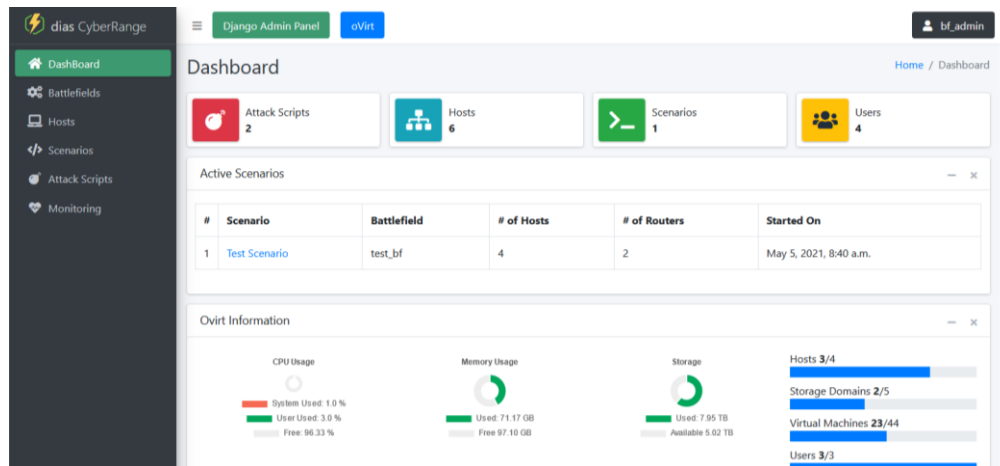 dias CyberRange
Django Admin Panel
oVirt
bf_admin
DashBoard
Battlefields
Hosts
Scenarios
Attack Scripts
Monitoring
Dashboard
Home / Dashboard
Attack Scripts
2
Hosts
6
Scenarios
1
Users
4
Active Scenarios
# Scenario Battlefield # of Hosts # of Routers Started On
1 Test Scenario test_bf 4 2 May 5, 2021, 8:40 a.m.
Ovirt Information
CPU Usage
System Used: 1.0 %
User Used: 3.0 %
Free: 96.33 %
Memory Usage
Used: 71.17 GB
Free 97.10 GB
Storage
Used: 7.95 TB
Available 5.02 TB
Hosts 3/4
Storage Domains 2/5
Virtual Machines 23/44
Users 3/3